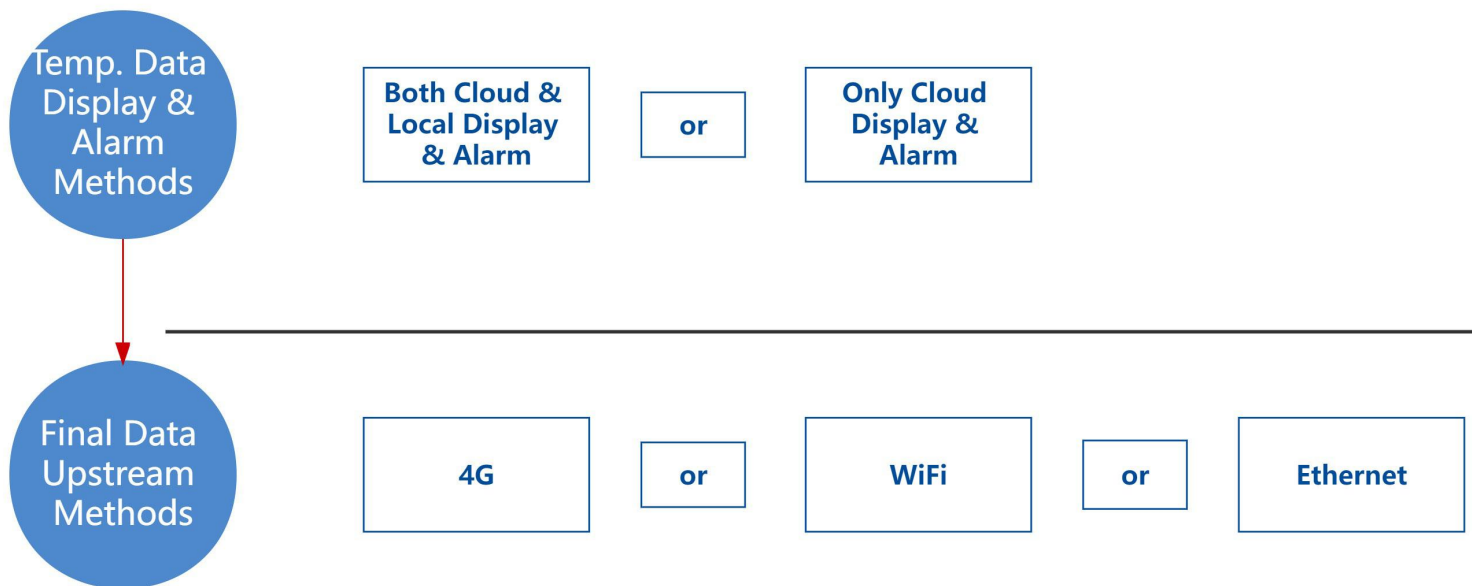 Temp. Data
Display &
Alarm
Methods
Both Cloud &
Local Display
& Alarm
or
Only Cloud
Display &
Alarm
Final Data
Upstream
Methods
4G
or
WiFi
or
Ethernet